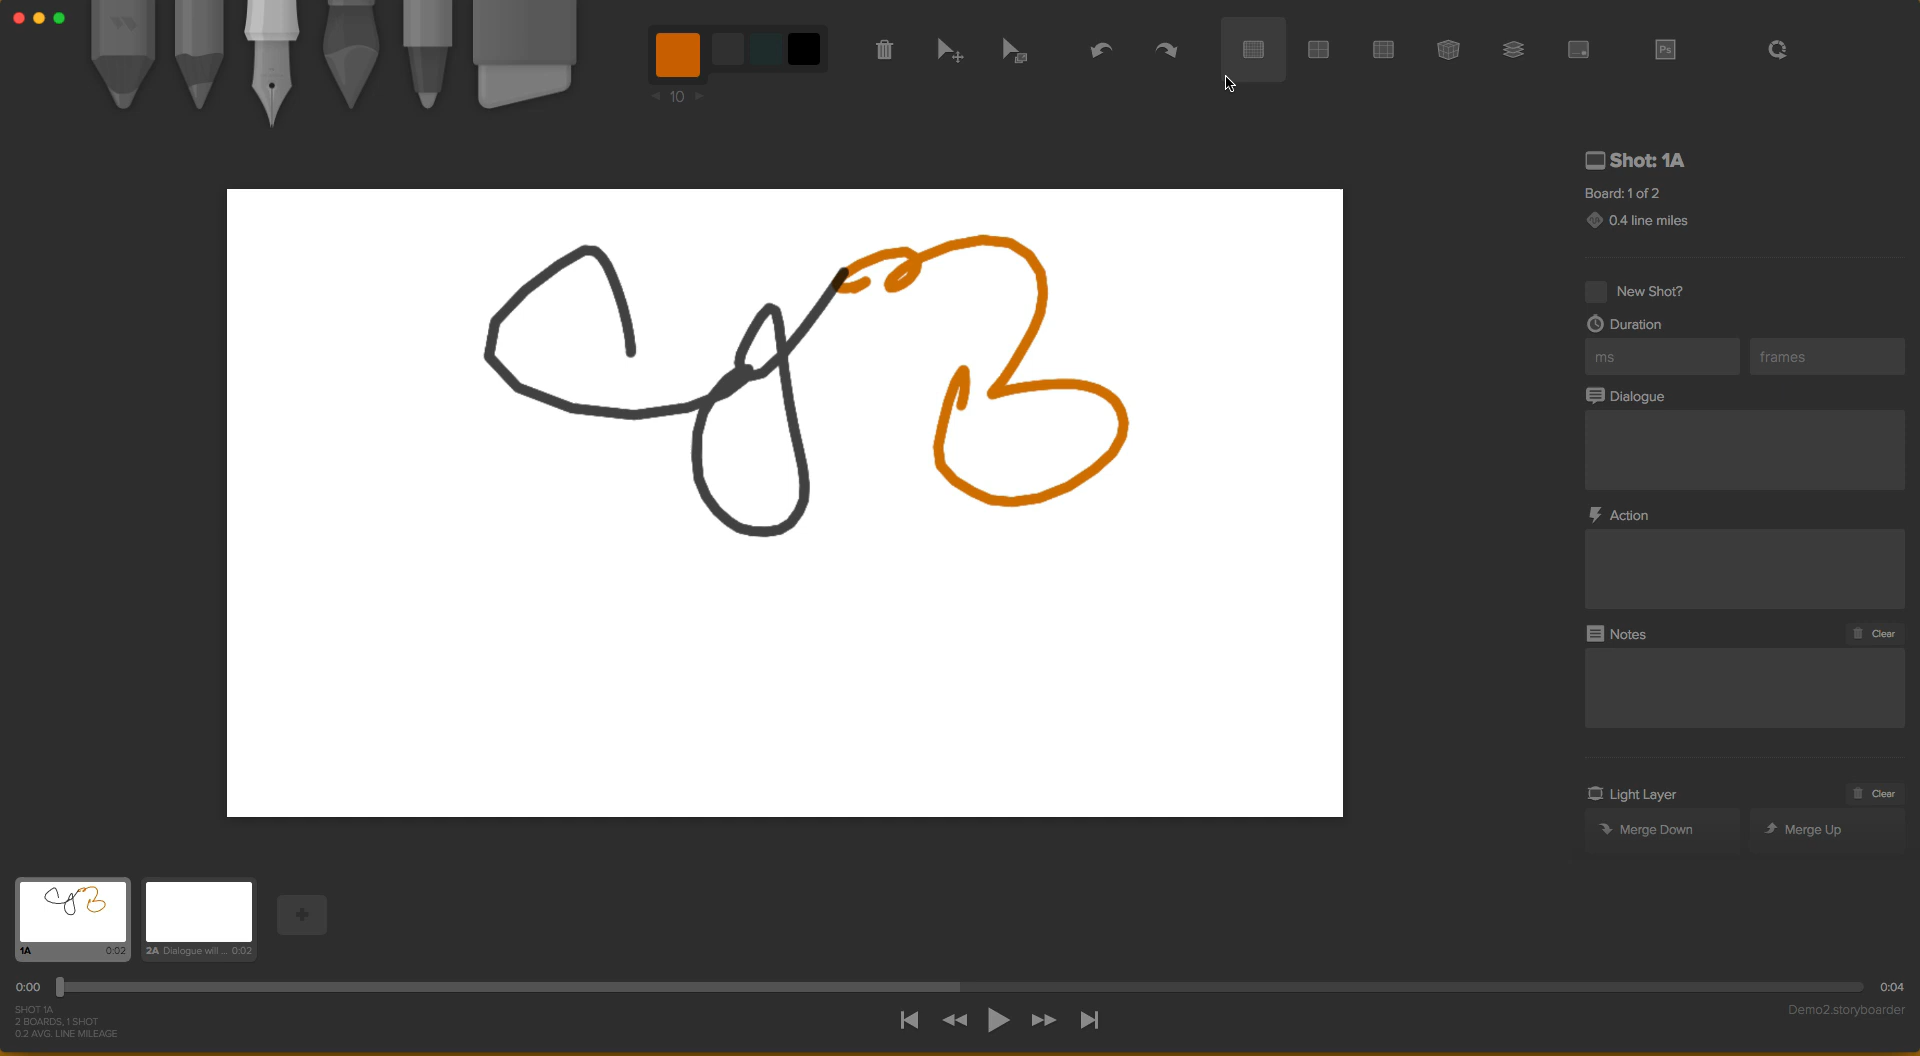 10
Ps
Shot: 1A
Board: 1 of 2
0.4 line miles
New Shot?
Duration
ms frames
Dialogue
Action
Notes Clear
Light Layer Clear
Merge Down Merge Up
1A 0:02 2A Dialogue will ... 0:02
0:00 0:04
SHOT 1A
2 BOARDS, 1 SHOT
0.2 AVG. LINE MILEAGE
Demo2.storyboarder